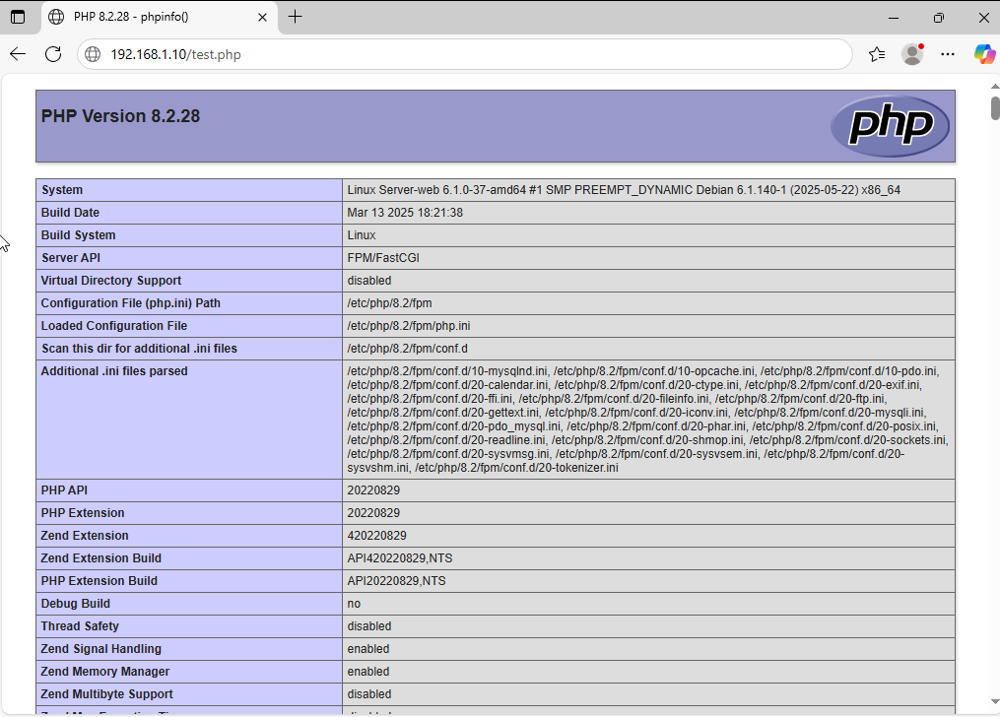 PHP 8.2.28 - phpinfo()
192.168.1.10/test.php
PHP Version 8.2.28
php
System Linux Server-web 6.1.0-37-amd64 #1 SMP PREEMPT_DYNAMIC Debian 6.1.140-1 (2025-05-22) x86_64
Build Date Mar 13 2025 18:21:38
Build System Linux
Server API FPM/FastCGI
Virtual Directory Support disabled
Configuration File (php.ini) Path /etc/php/8.2/fpm
Loaded Configuration File /etc/php/8.2/fpm/php.ini
Scan this dir for additional .ini files /etc/php/8.2/fpm/conf.d
Additional .ini files parsed /etc/php/8.2/fpm/conf.d/10-mysqlnd.ini, /etc/php/8.2/fpm/conf.d/10-opcache.ini, /etc/php/8.2/fpm/conf.d/10-pdo.ini,
/etc/php/8.2/fpm/conf.d/20-calendar.ini, /etc/php/8.2/fpm/conf.d/20-ctype.ini, /etc/php/8.2/fpm/conf.d/20-exif.ini,
/etc/php/8.2/fpm/conf.d/20-ffi.ini, /etc/php/8.2/fpm/conf.d/20-fileinfo.ini, /etc/php/8.2/fpm/conf.d/20-ftp.ini,
/etc/php/8.2/fpm/conf.d/20-gettext.ini, /etc/php/8.2/fpm/conf.d/20-iconv.ini, /etc/php/8.2/fpm/conf.d/20-mysqli.ini,
/etc/php/8.2/fpm/conf.d/20-pdo_mysql.ini, /etc/php/8.2/fpm/conf.d/20-phar.ini, /etc/php/8.2/fpm/conf.d/20-posix.ini,
/etc/php/8.2/fpm/conf.d/20-readline.ini, /etc/php/8.2/fpm/conf.d/20-shmop.ini, /etc/php/8.2/fpm/conf.d/20-sockets.ini,
/etc/php/8.2/fpm/conf.d/20-sysvmsg.ini, /etc/php/8.2/fpm/conf.d/20-sysvsem.ini, /etc/php/8.2/fpm/conf.d/20-
sysvshm.ini, /etc/php/8.2/fpm/conf.d/20-tokenizer.ini
PHP API 20220829
PHP Extension 20220829
Zend Extension 420220829
Zend Extension Build API420220829,NTS
PHP Extension Build API20220829,NTS
Debug Build no
Thread Safety disabled
Zend Signal Handling enabled
Zend Memory Manager enabled
Zend Multibyte Support disabled